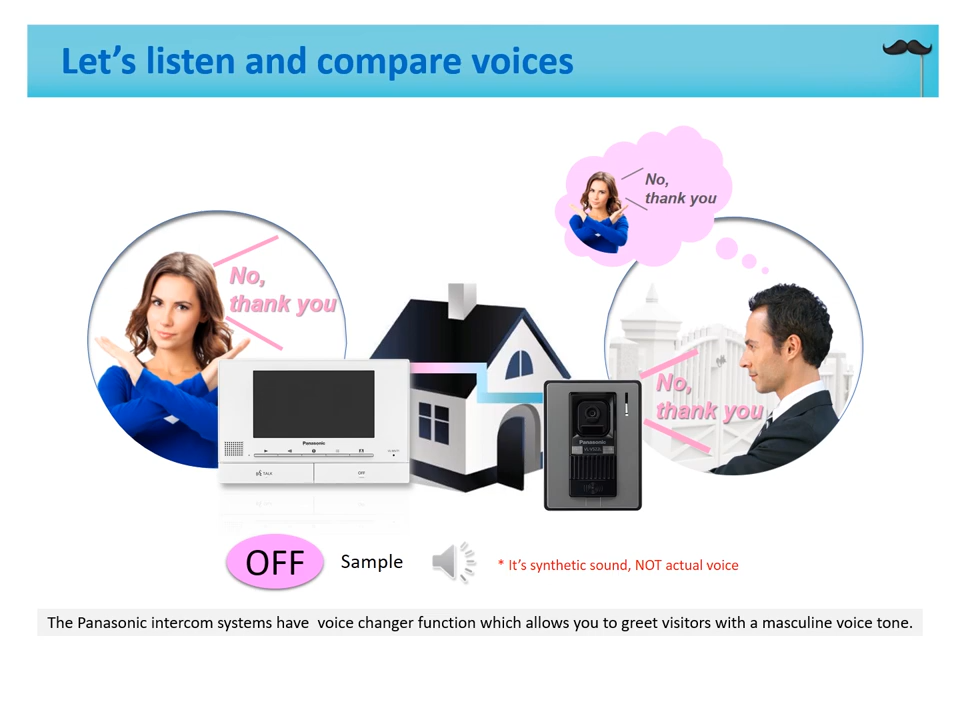 Let’s listen and compare voices
No,
thank you
No,
thank you
No,
thank you
Panasonic
TALK
OFF
Panasonic
OFF
Sample
* It’s synthetic sound, NOT actual voice
The Panasonic intercom systems have  voice changer function which allows you to greet visitors with a masculine voice tone.